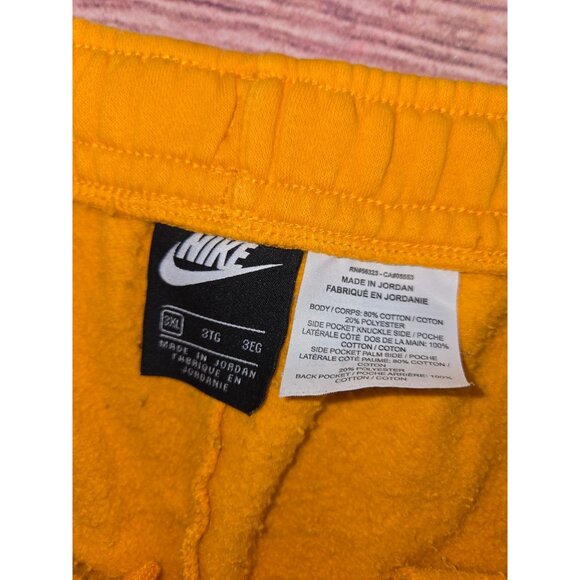 NIKE
3XL 3TG 3EG
MADE IN JORDAN
FABRIQUÉ EN
JORDANIE
RN#56323 - CA#05553
MADE IN JORDAN
FABRIQUÉ EN JORDANIE
BODY / CORPS: 80% COTTON / COTON
20% POLYESTER
SIDE POCKET KNUCKLE SIDE / POCHE
LATÉRALE CÔTÉ DOS DE LA MAIN: 100%
COTTON / COTON
SIDE POCKET PALM SIDE / POCHE
LATÉRALE CÔTÉ PAUME: 80% COTTON /
COTON
20% POLYESTER
BACK POCKET / POCHE ARRIÈRE: 100%
COTTON / COTON